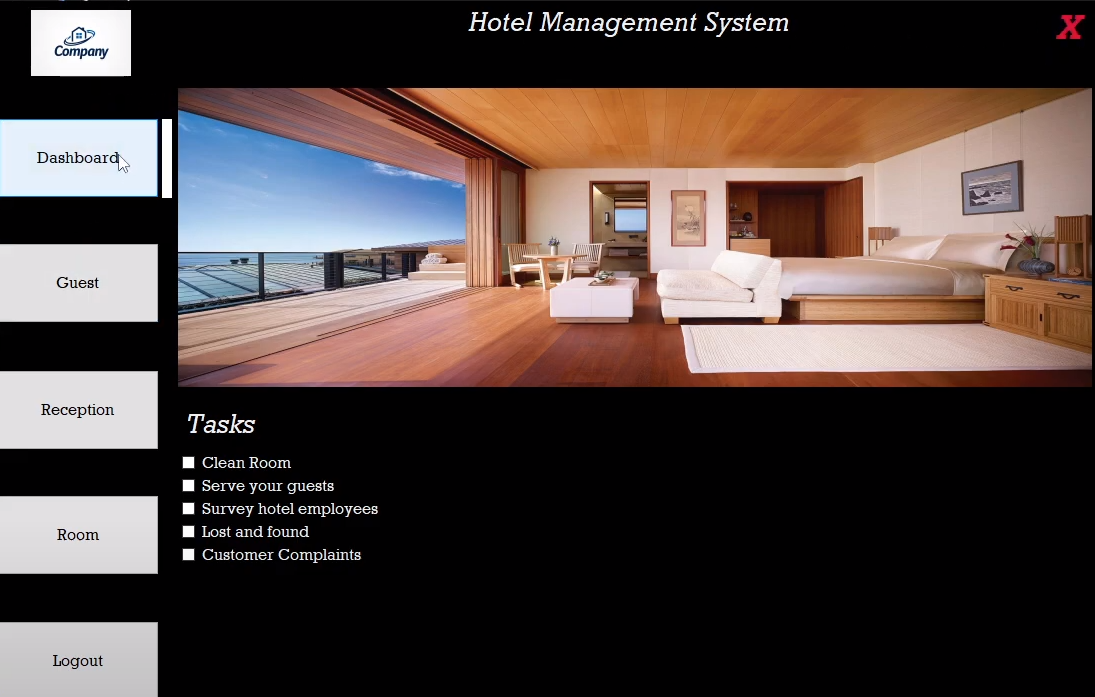 Company
Hotel Management System
X
Dashboard
Guest
Reception
Room
Logout
Tasks
Clean Room
Serve your guests
Survey hotel employees
Lost and found
Customer Complaints